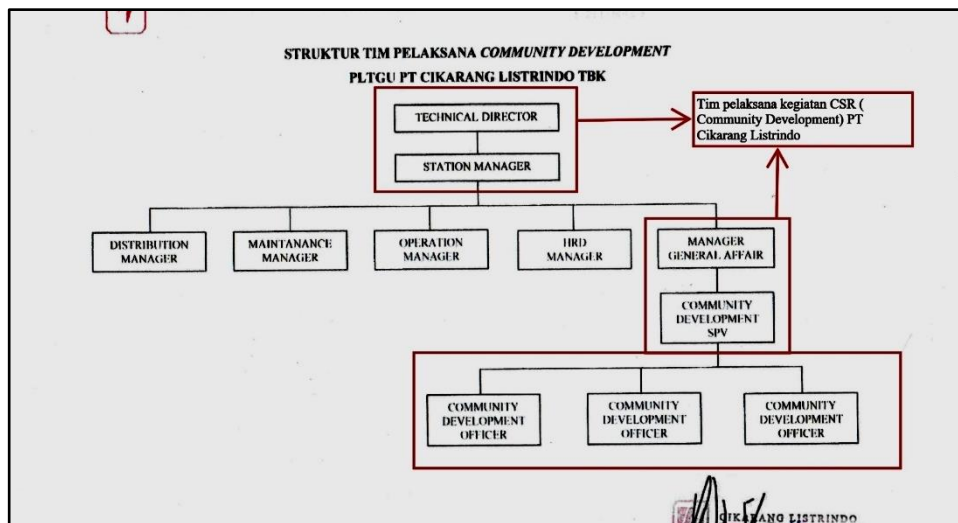 STRUKTUR TIM PELAKSANA COMMUNITY DEVELOPMENT
PLTGU PT CIKARANG LISTRINDO TBK
TECHNICAL DIRECTOR
STATION MANAGER
Tim pelaksana kegiatan CSR (
Community Development) PT
Cikarang Listrindo
DISTRIBUTION
MANAGER
MAINTANANCE
MANAGER
OPERATION
MANAGER
HRD
MANAGER
MANAGER
GENERAL AFFAIR
COMMUNITY
DEVELOPMENT
SPV
COMMUNITY
DEVELOPMENT
OFFICER
COMMUNITY
DEVELOPMENT
OFFICER
COMMUNITY
DEVELOPMENT
OFFICER
CIKARANG LISTRINDO